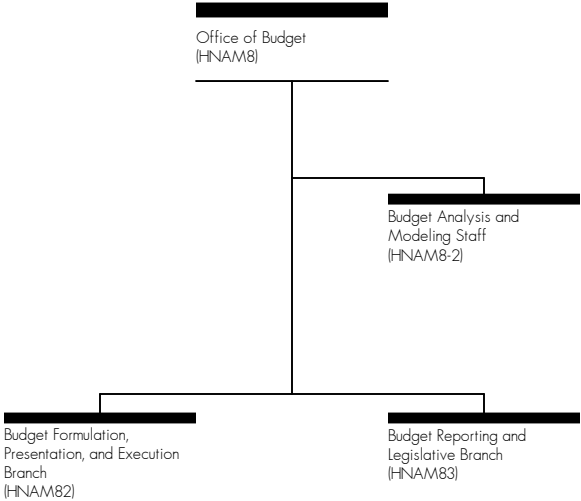 Office of Budget
(HNAM8)
Budget Analysis and
Modeling Staff
(HNAM8-2)
Budget Formulation,
Presentation, and Execution
Branch
(HNAM82)
Budget Reporting and
Legislative Branch
(HNAM83)